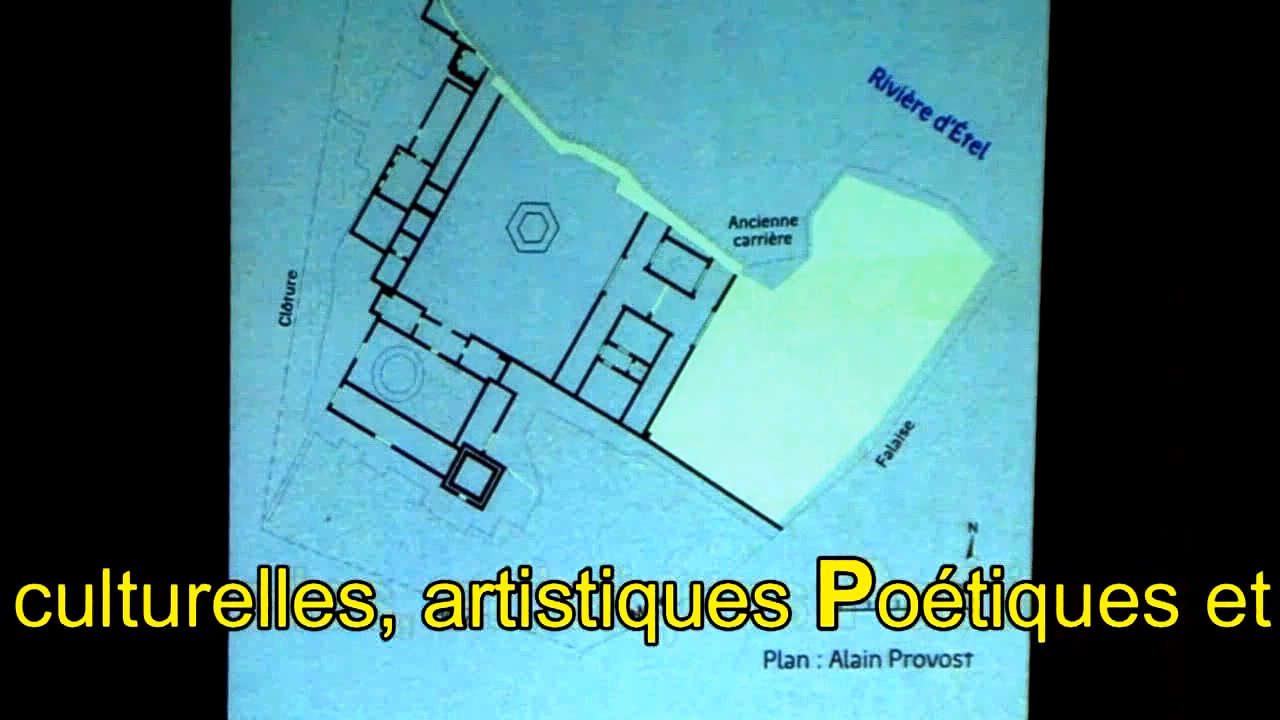 Rivière d'Étel
Ancienne
carrière
Clôture
Falaise
N
culturelles, artistiques Poétiques et
Plan : Alain Provost